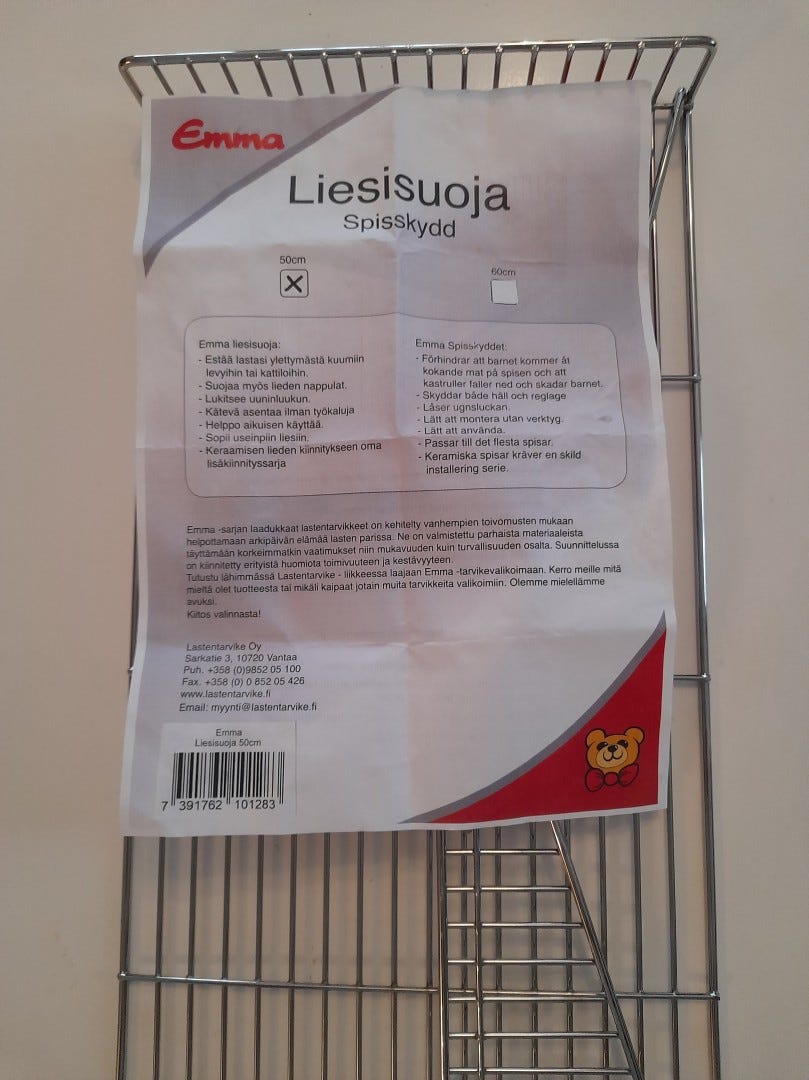 Emma
Liesisuoja
Spisskydd
50cm
60cm
Emma liesisuoja:
- Estää lastasi ylettymästä kuumiin
levyihin tai kattiloihin.
- Suojaa myös lieden nappulat.
- Lukitsee uuninluukun.
- Kätevä asentaa ilman työkaluja
- Helppo aikuisen käyttää.
- Sopii useinpiin liesiin.
- Keraamisen lieden kiinnitykseen oma
lisäkiinnityssarja
Emma Spisskyddet:
- Förhindrar att barnet kommer åt
kokande mat på spisen och att
kastruller faller ned och skadar barnet.
- Skyddar både häll och reglage
- Låser ugnsluckan.
- Lätt att montera utan verktyg.
- Lätt att använda.
- Passar till det flesta spisar.
- Keramiska spisar kräver en skild
installering serie.
Emma -sarjan laadukkaat lastentarvikkeet on kehitelty vanhempien toivomusten mukaan
helpottamaan arkipäivän elämää lasten parissa. Ne on valmistettu parhaista materiaaleista
täyttämään korkeimmatkin vaatimukset niin mukavuuden kuin turvallisuuden osalta. Suunnittelussa
on kiinnitetty erityistä huomiota toimivuuteen ja kestävyyteen.
Tutustu lähimmässä Lastentarvike - liikkeessa laajaan Emma -tarvikevalikoimaan. Kerro meille mitä
mieltä olet tuotteesta tai mikäli kaipaat jotain muita tarvikkeita valikoimiin. Olemme mielellämme
avuksi.
Kiitos valinnasta!
Lastentarvike Oy
Sarkatie 3, 10720 Vantaa
Puh. +358 (0)9852 05 100
Fax. +358 (0) 0 852 05 426
www.lastentarvike.fi
Email: myynti@lastentarvike.fi
Emma
Liesisuoja 50cm
7 391762 101283